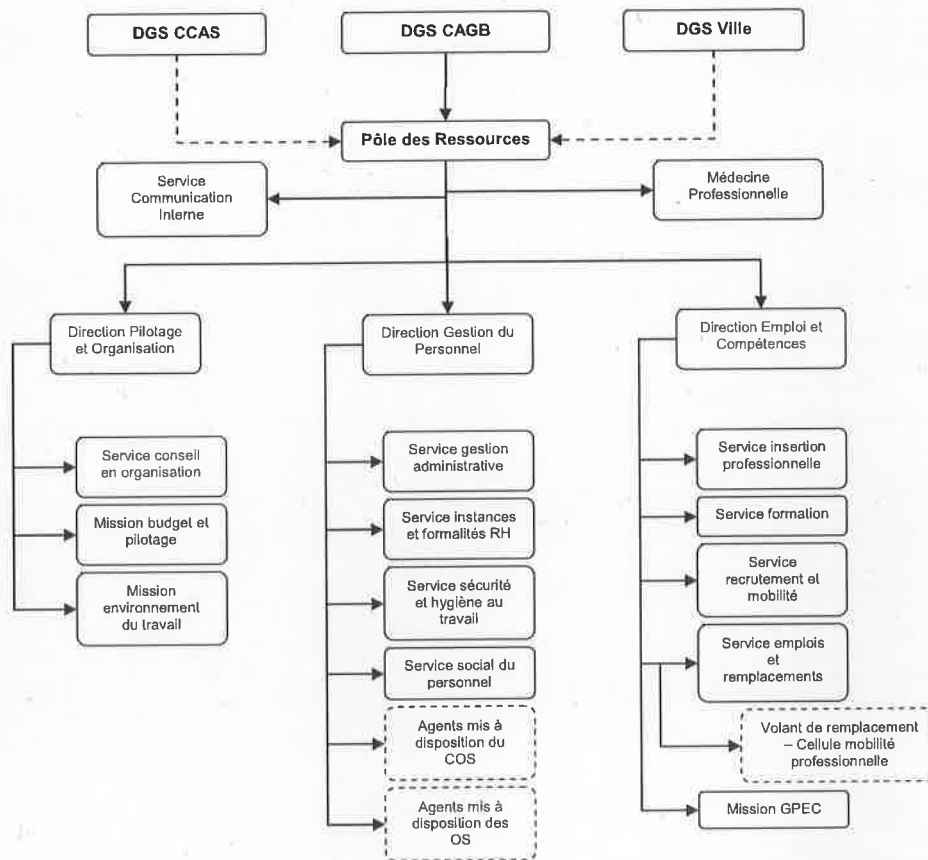 DGS CCAS
DGS CAGB
DGS Ville
Pôle des Ressources
Service
Communication
Interne
Médecine
Professionnelle
Direction Pilotage
et Organisation
Direction Gestion du
Personnel
Direction Emploi et
Compétences
Service conseil
en organisation
Mission budget et
pilotage
Mission
environnement
du travail
Service gestion
administrative
Service instances
et formalités RH
Service sécurité
et hygiène au
travail
Service social du
personnel
Agents mis à
disposition du
COS
Agents mis à
disposition des
OS
Service insertion
professionnelle
Service formation
Service
recrutement et
mobilité
Service emplois
et
remplacements
Volant de remplacement
– Cellule mobilité
professionnelle
Mission GPEC